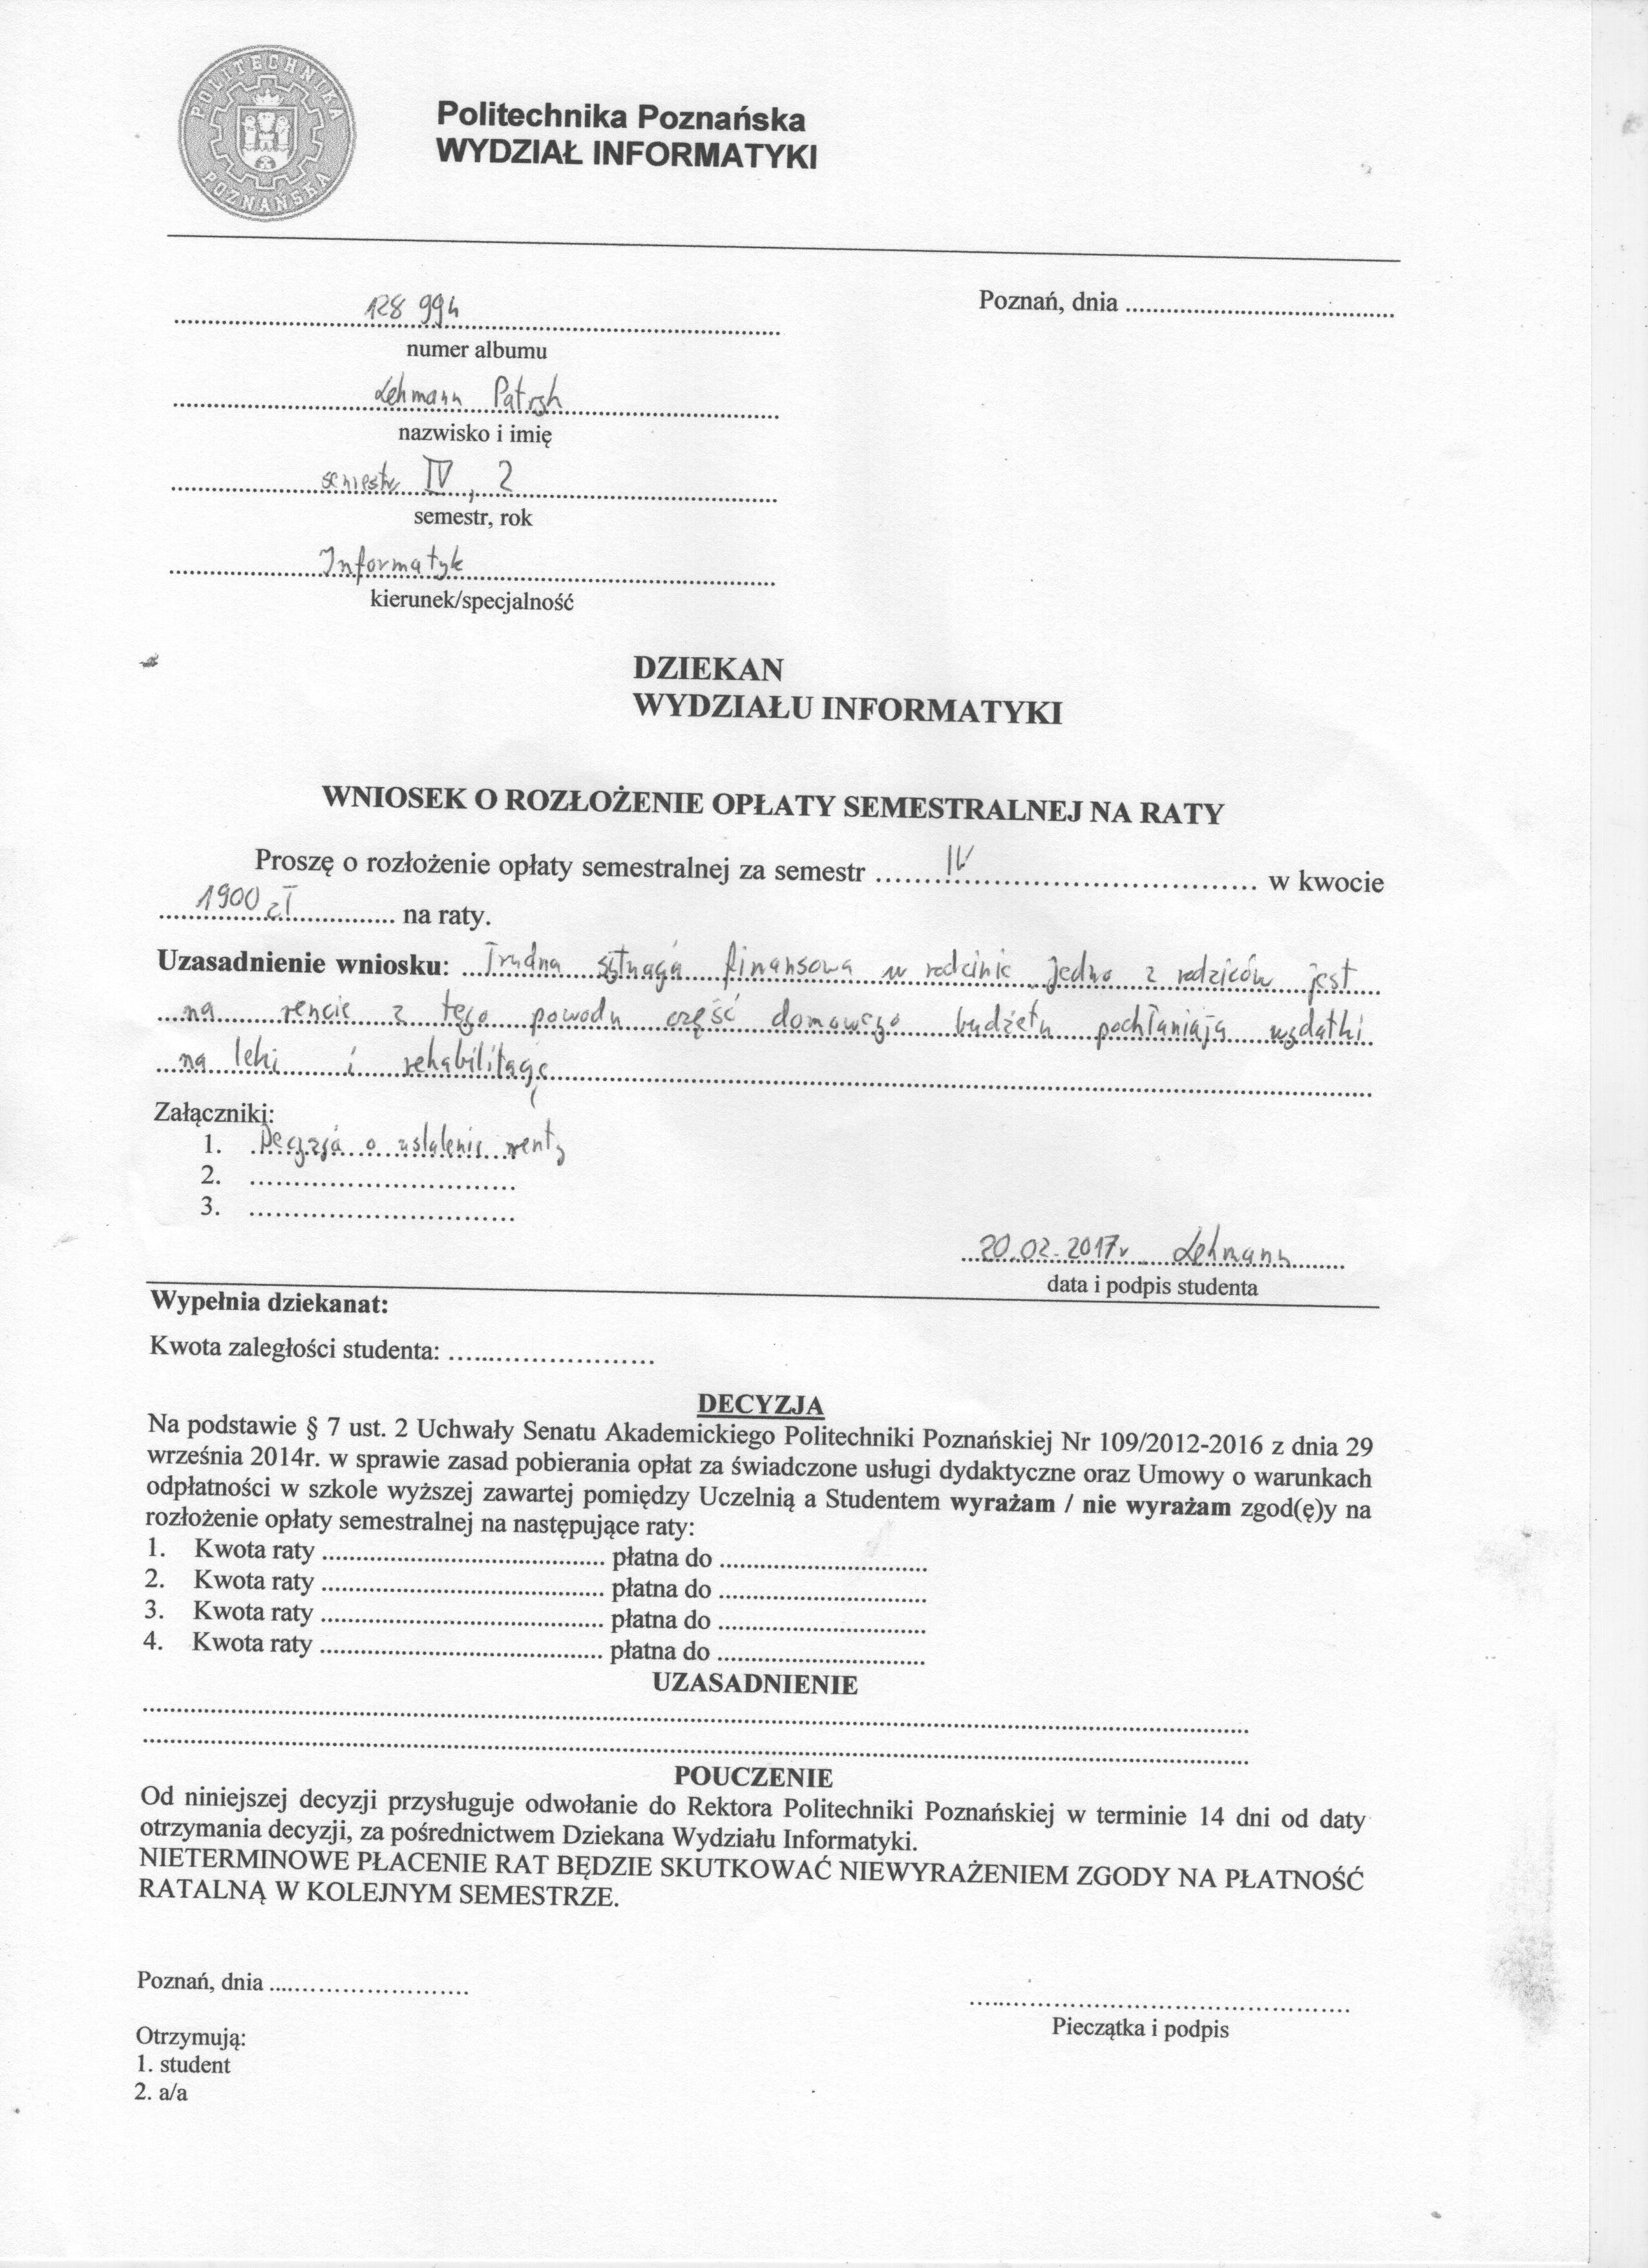 POLITECHNIKA POZNAŃSKA
Politechnika Poznańska
WYDZIAŁ INFORMATYKI
Poznań, dnia
128 994
numer albumu
Lehmann Patryk
nazwisko i imię
semestr IV, 2
semestr, rok
Informatyk
kierunek/specjalność
DZIEKAN
WYDZIAŁU INFORMATYKI
WNIOSEK O ROZŁOŻENIE OPŁATY SEMESTRALNEJ NA RATY
Proszę o rozłożenie opłaty semestralnej za semestr IV w kwocie
1900 zł na raty.
Uzasadnienie wniosku: Trudna sytuacja finansowa w rodzinie. Jedno z rodziców jest
na rencie z tego powodu część domowego budżetu pochłaniają wydatki
na leki i rehabilitację
Załączniki:
1. Decyzja o ustalenie renty
2.
3.
20.02.2017r Lehmann
data i podpis studenta
Wypełnia dziekanat:
Kwota zaległości studenta:
DECYZJA
Na podstawie § 7 ust. 2 Uchwały Senatu Akademickiego Politechniki Poznańskiej Nr 109/2012-2016 z dnia 29
września 2014r. w sprawie zasad pobierania opłat za świadczone usługi dydaktyczne oraz Umowy o warunkach
odpłatności w szkole wyższej zawartej pomiędzy Uczelnią a Studentem wyrażam / nie wyrażam zgod(ę)y na
rozłożenie opłaty semestralnej na następujące raty:
1. Kwota raty płatna do
2. Kwota raty płatna do
3. Kwota raty płatna do
4. Kwota raty płatna do
UZASADNIENIE
POUCZENIE
Od niniejszej decyzji przysługuje odwołanie do Rektora Politechniki Poznańskiej w terminie 14 dni od daty
otrzymania decyzji, za pośrednictwem Dziekana Wydziału Informatyki.
NIETERMINOWE PŁACENIE RAT BĘDZIE SKUTKOWAĆ NIEWYRAŻENIEM ZGODY NA PŁATNOŚĆ
RATALNĄ W KOLEJNYM SEMESTRZE.
Poznań, dnia
Pieczątka i podpis
Otrzymują:
1. student
2. a/a